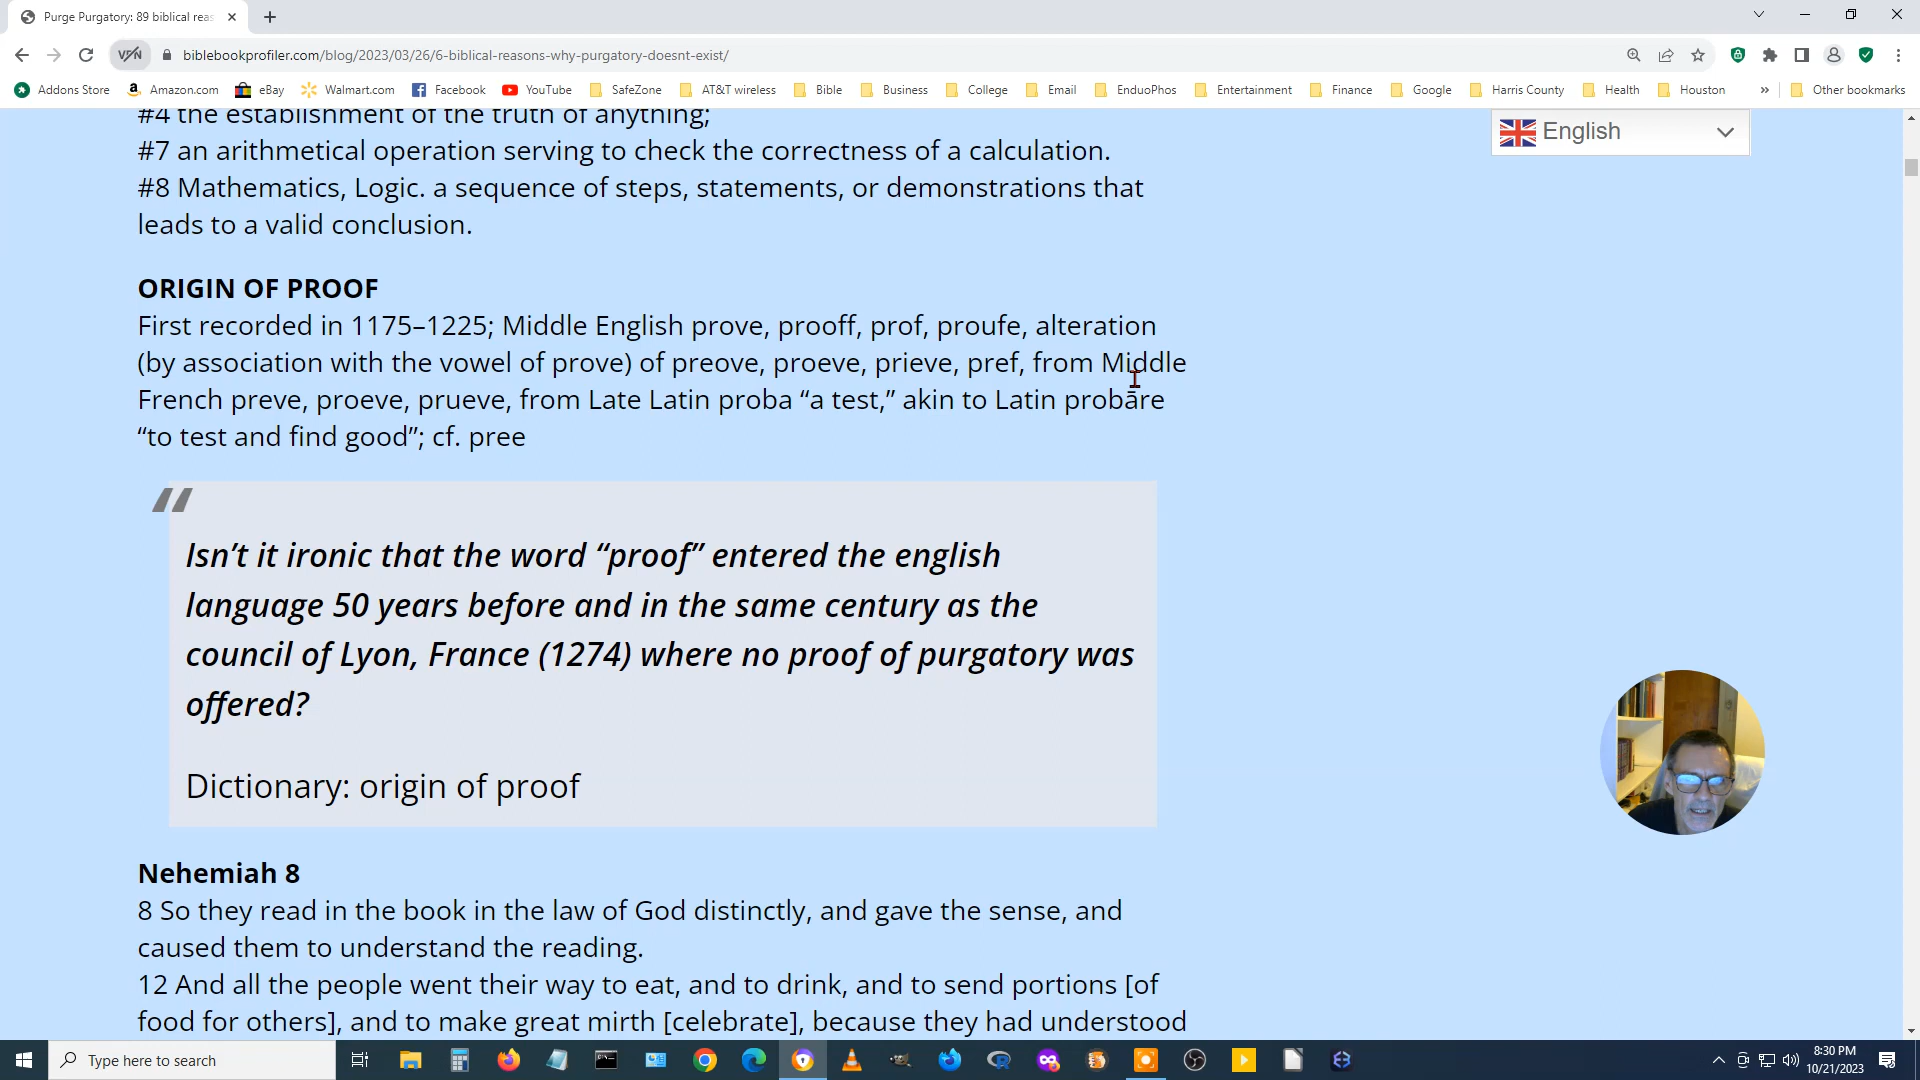 Purge Purgatory: 89 biblical reas
biblebookprofiler.com/blog/2023/03/26/6-biblical-reasons-why-purgatory-doesnt-exist/
VPN
Addons Store
Amazon.com
eBay
Walmart.com
Facebook
YouTube
SafeZone
AT&T wireless
Bible
Business
College
Email
EnduoPhos
Entertainment
Finance
Google
Harris County
Health
Houston
»
Other bookmarks
English
#4 the establishment of the truth of anything;
#7 an arithmetical operation serving to check the correctness of a calculation.
#8 Mathematics, Logic. a sequence of steps, statements, or demonstrations that
leads to a valid conclusion.
ORIGIN OF PROOF
First recorded in 1175–1225; Middle English prove, prooff, prof, proufe, alteration
(by association with the vowel of prove) of preove, proeve, prieve, pref, from Middle
French preve, proeve, prueve, from Late Latin proba “a test,” akin to Latin probāre
“to test and find good”; cf. pree
“
Isn’t it ironic that the word “proof” entered the english
language 50 years before and in the same century as the
council of Lyon, France (1274) where no proof of purgatory was
offered?
Dictionary: origin of proof
Nehemiah 8
8 So they read in the book in the law of God distinctly, and gave the sense, and
caused them to understand the reading.
12 And all the people went their way to eat, and to drink, and to send portions [of
food for others], and to make great mirth [celebrate], because they had understood
Type here to search
8:30 PM
10/21/2023